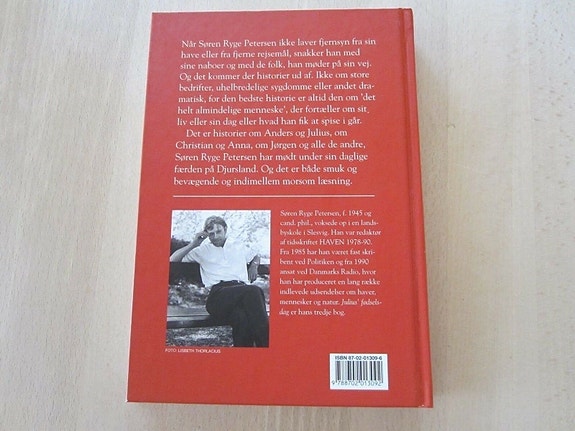 Når Søren Ryge Petersen ikke laver fjernsyn fra sin
have eller fra fjerne rejsemål, snakker han med
sine naboer og med de folk, han møder på sin vej.
Og det kommer der historier ud af. Ikke om store
bedrifter, uhelbredelige sygdomme eller andet dra-
matisk, for den bedste historie er altid den om 'det
helt almindelige menneske', der fortæller om sit
liv eller sin dag eller hvad han fik at spise i går.
Det er historier om Anders og Julius, om
Christian og Anna, om Jørgen og alle de andre,
Søren Ryge Petersen har mødt under sin daglige
færden på Djursland. Og det er både smuk og
bevægende og indimellem morsom læsning.
Søren Ryge Petersen, f. 1945 og
cand. phil., voksede op i en lands-
byskole i Slesvig. Han var redaktør
af tidsskriftet HAVEN 1978-90.
Fra 1985 har han været fast skri-
bent ved Politiken og fra 1990
ansat ved Danmarks Radio, hvor
han har produceret en lang række
indlevede udsendelser om haver,
mennesker og natur. Julius' fødsels-
dag er hans tredje bog.
FOTO: LISBETH THORLACIUS
ISBN 87-02-01309-6
9 788702 013092